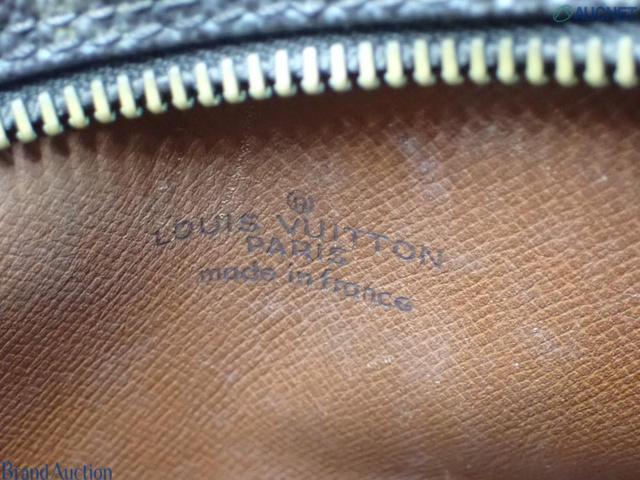 AUCNET
®
LOUIS VUITTON
PARIS
made in france
Brand Auction